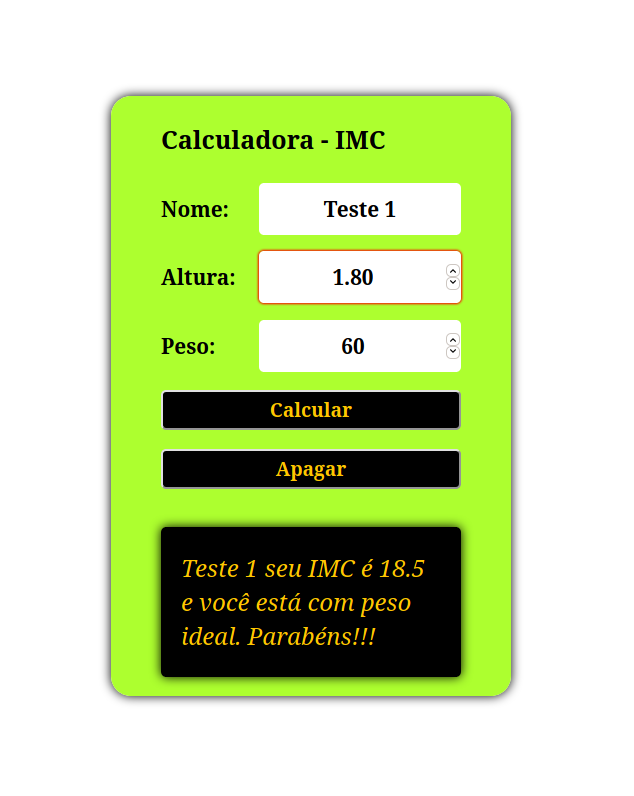 Calculadora - IMC
Nome: Teste 1
Altura: 1.80
Peso: 60
Calcular
Apagar
Teste 1 seu IMC é 18.5
e você está com peso
ideal. Parabéns!!!